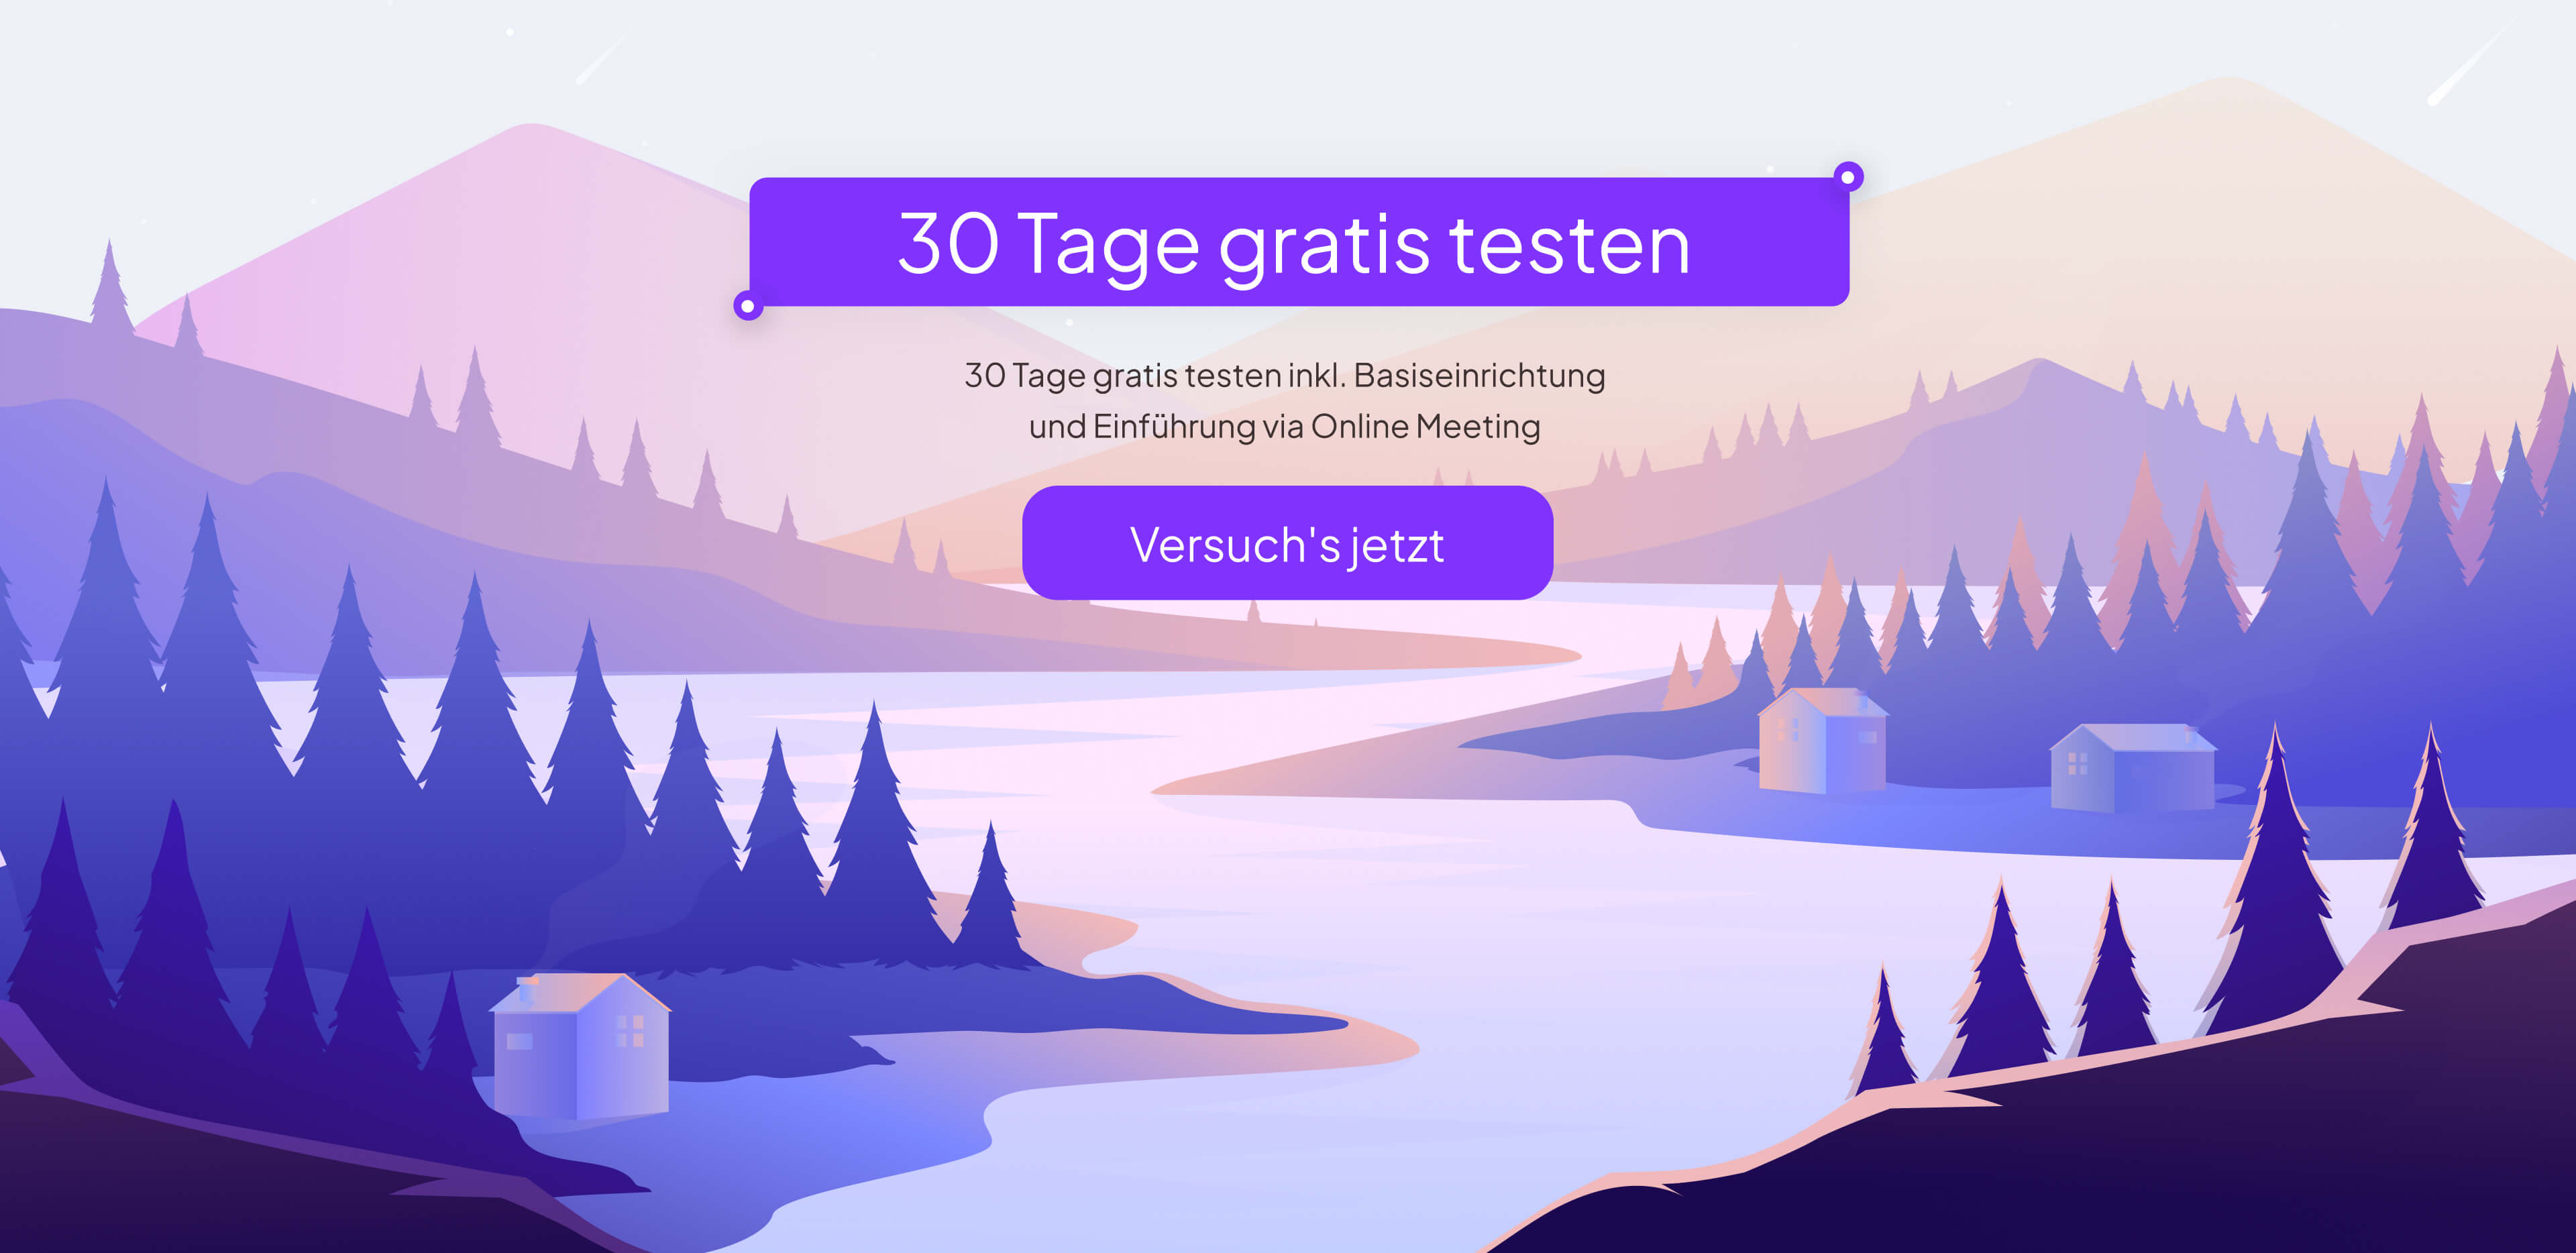 30 Tage gratis testen
30 Tage gratis testen inkl. Basiseinrichtung
und Einführung via Online Meeting
Versuch's jetzt